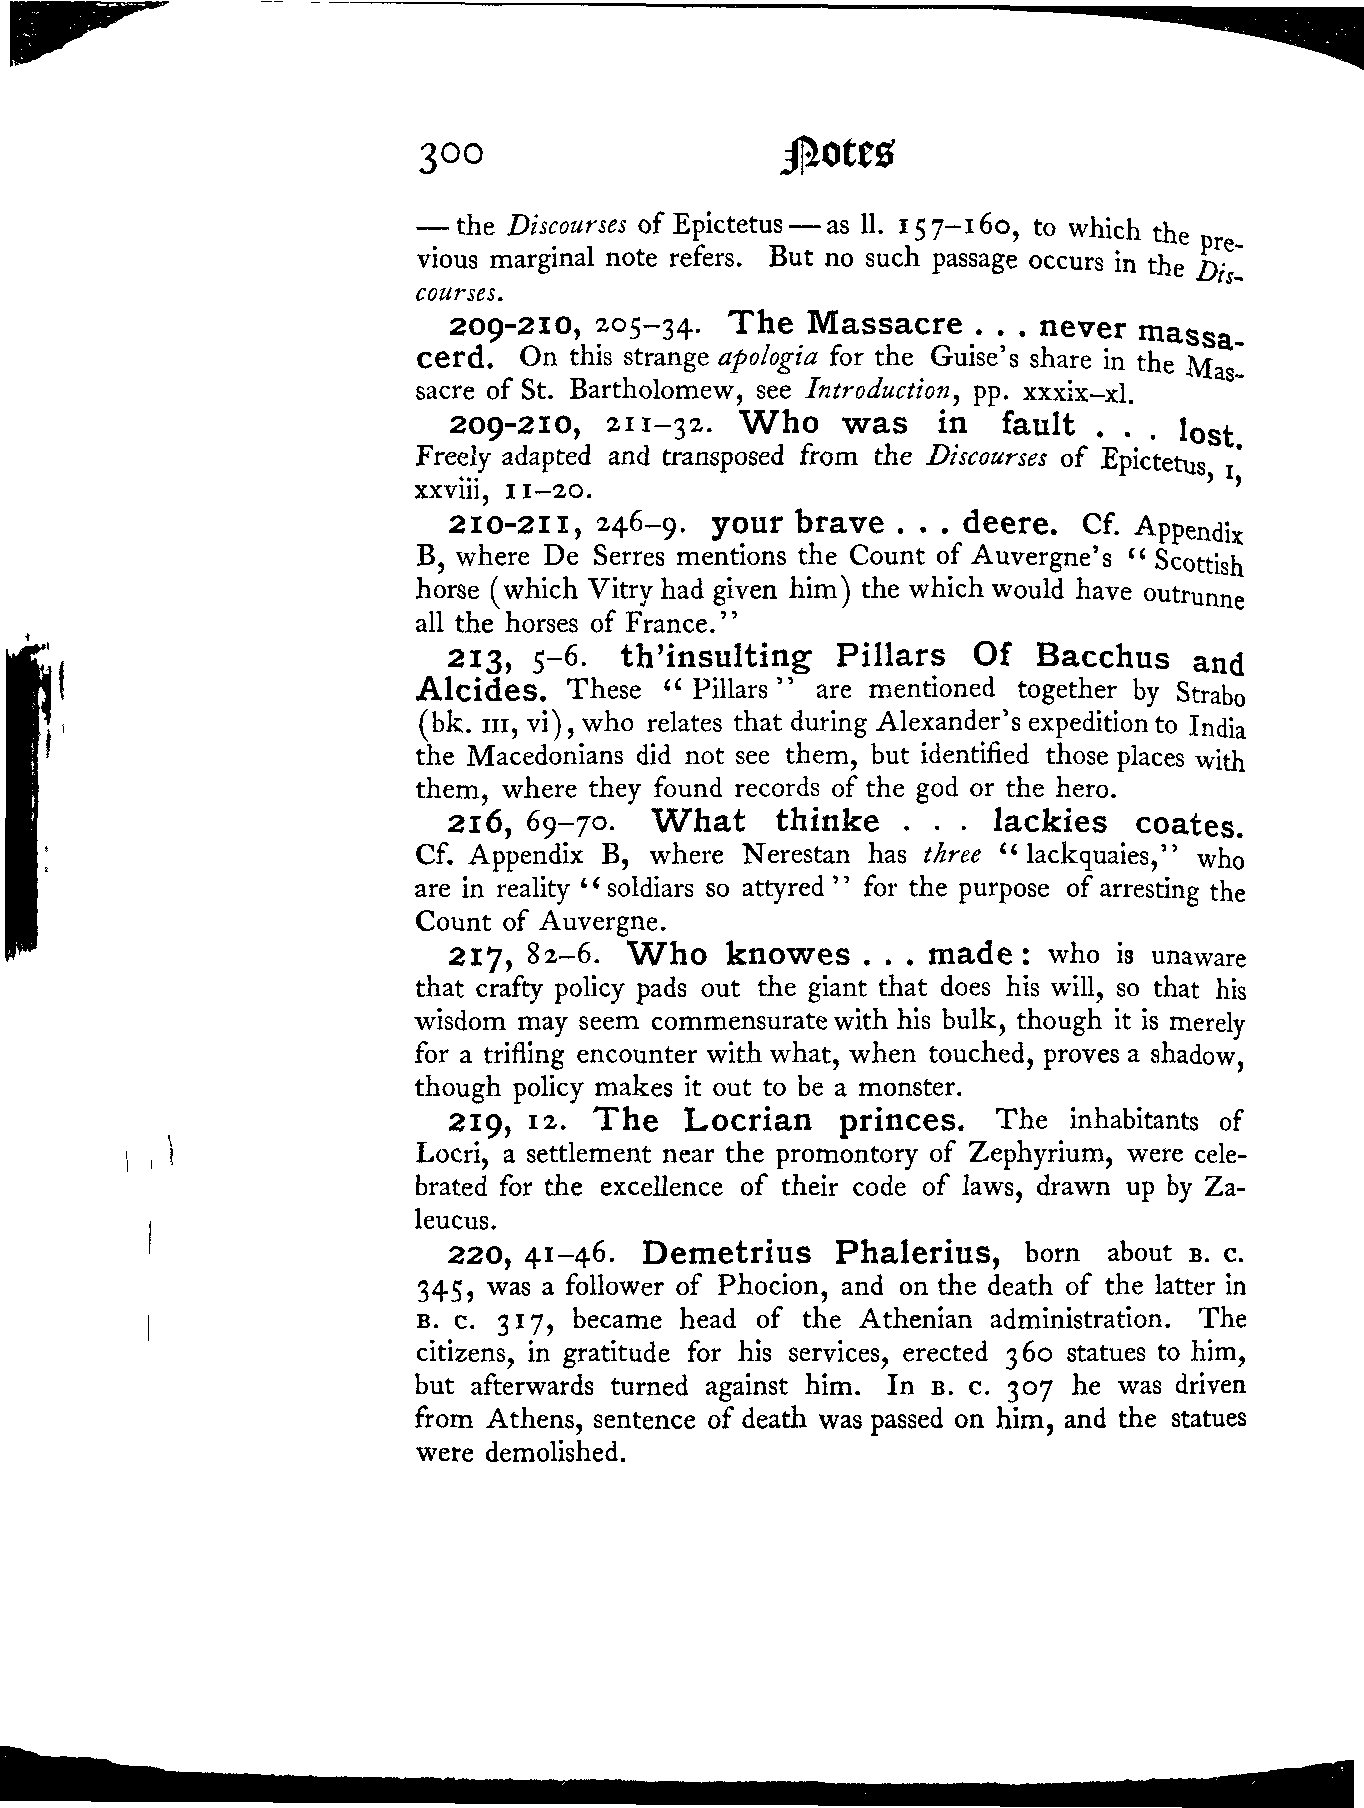 300 Notes
— the Discourses of Epictetus — as ll. 157–160, to which the pre-
vious marginal note refers. But no such passage occurs in the Dis-
courses.
209-210, 205–34. The Massacre . . . never massa-
cerd. On this strange apologia for the Guise's share in the Mas-
sacre of St. Bartholomew, see Introduction, pp. xxxix–xl.
209-210, 211–32. Who was in fault . . . lost.
Freely adapted and transposed from the Discourses of Epictetus, I,
xxviii, 11–20.
210-211, 246–9. your brave . . . deere. Cf. Appendix
B, where De Serres mentions the Count of Auvergne's “Scottish
horse (which Vitry had given him) the which would have outrunne
all the horses of France.”
213, 5–6. th'insulting Pillars Of Bacchus and
Alcides. These “Pillars” are mentioned together by Strabo
(bk. III, vi), who relates that during Alexander's expedition to India
the Macedonians did not see them, but identified those places with
them, where they found records of the god or the hero.
216, 69–70. What thinke . . . lackies coates.
Cf. Appendix B, where Nerestan has three “lackquaies,” who
are in reality “soldiars so attyred” for the purpose of arresting the
Count of Auvergne.
217, 82–6. Who knowes . . . made: who is unaware
that crafty policy pads out the giant that does his will, so that his
wisdom may seem commensurate with his bulk, though it is merely
for a trifling encounter with what, when touched, proves a shadow,
though policy makes it out to be a monster.
219, 12. The Locrian princes. The inhabitants of
Locri, a settlement near the promontory of Zephyrium, were cele-
brated for the excellence of their code of laws, drawn up by Za-
leucus.
220, 41–46. Demetrius Phalerius, born about B. C.
345, was a follower of Phocion, and on the death of the latter in
B. C. 317, became head of the Athenian administration. The
citizens, in gratitude for his services, erected 360 statues to him,
but afterwards turned against him. In B. C. 307 he was driven
from Athens, sentence of death was passed on him, and the statues
were demolished.